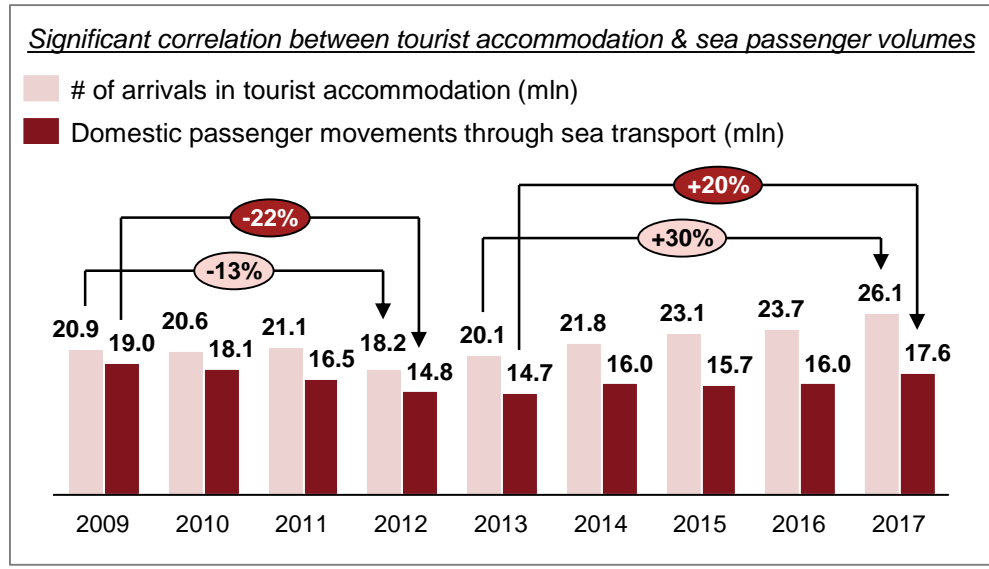 Significant correlation between tourist accommodation & sea passenger volumes
# of arrivals in tourist accommodation (mln)
Domestic passenger movements through sea transport (mln)
+20%
-22%
+30%
-13%
20.9 19.0 20.6 18.1 21.1 16.5 18.2 14.8 20.1 14.7 21.8 16.0 23.1 15.7 23.7 16.0 26.1 17.6
2009 2010 2011 2012 2013 2014 2015 2016 2017